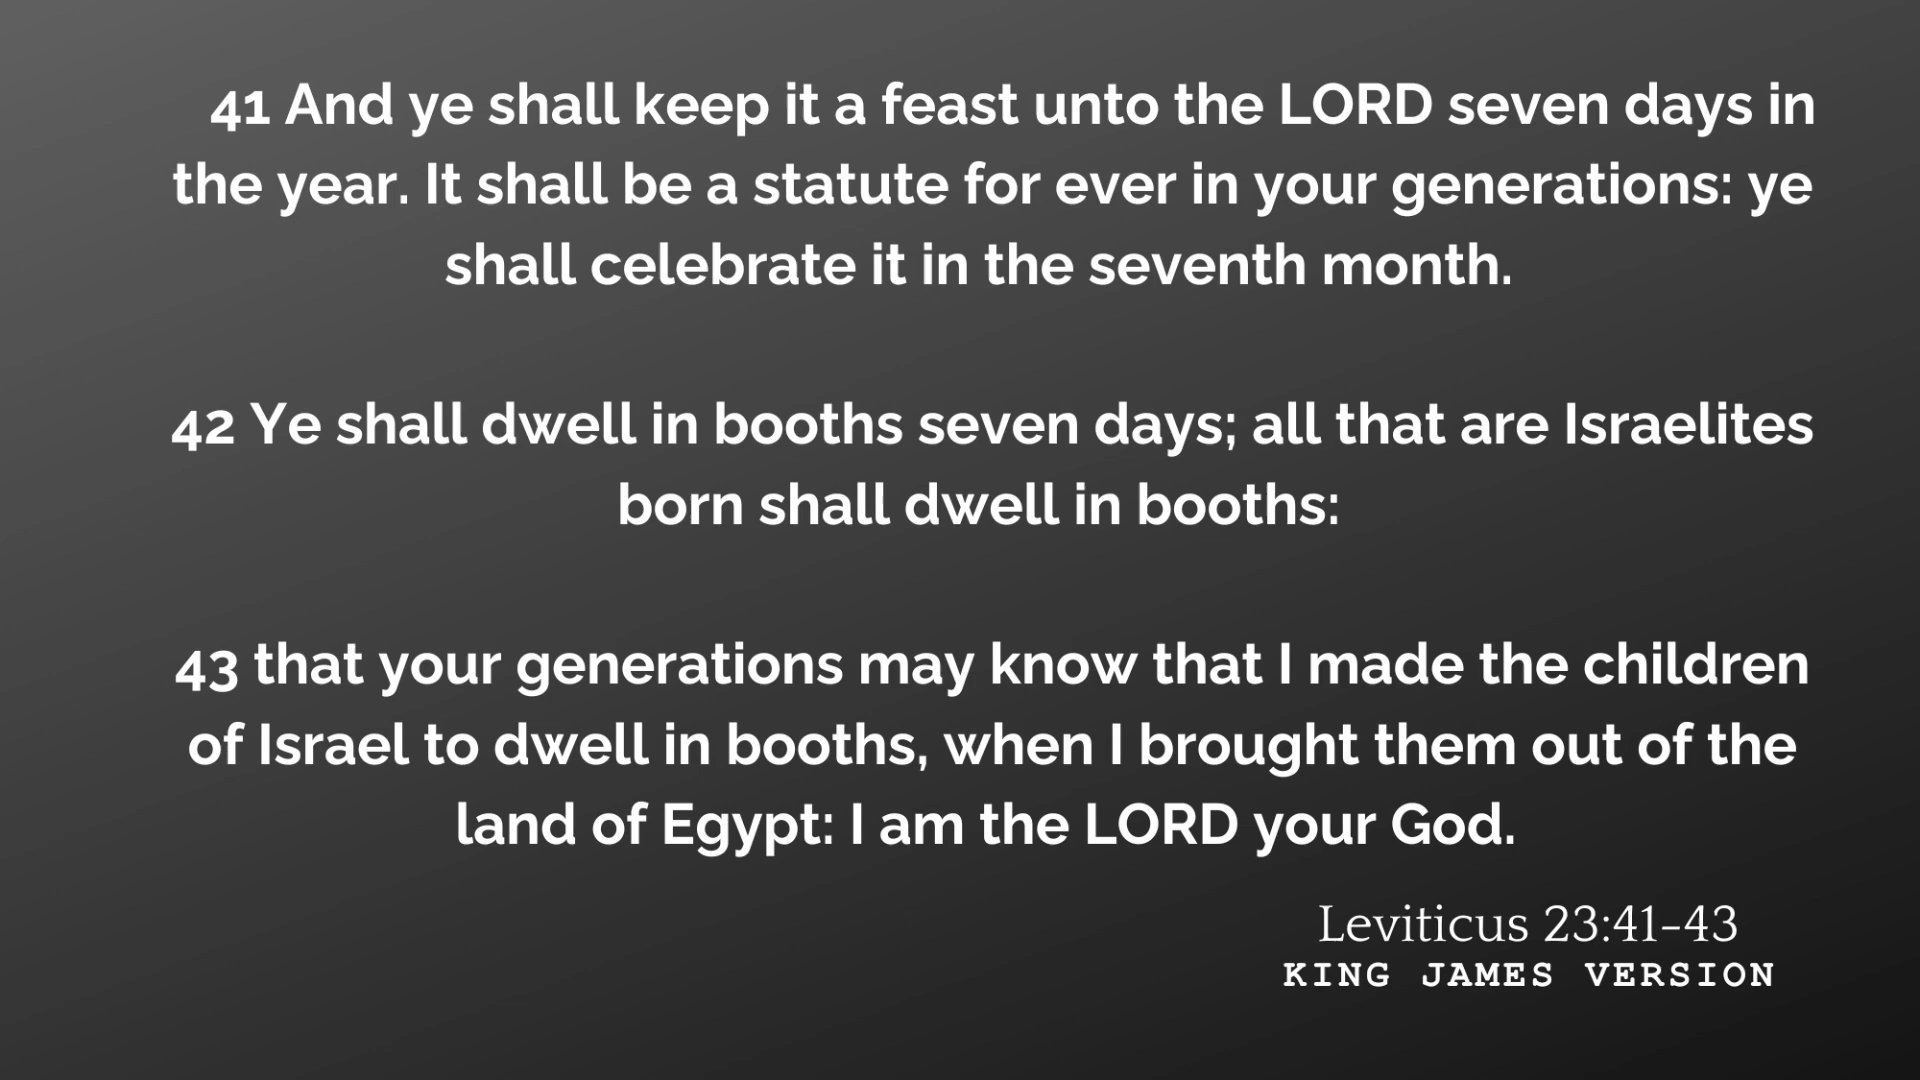 41 And ye shall keep it a feast unto the LORD seven days in
the year. It shall be a statute for ever in your generations: ye
shall celebrate it in the seventh month.
42 Ye shall dwell in booths seven days; all that are Israelites
born shall dwell in booths:
43 that your generations may know that I made the children
of Israel to dwell in booths, when I brought them out of the
land of Egypt: I am the LORD your God.
Leviticus 23:41-43
KING JAMES VERSION